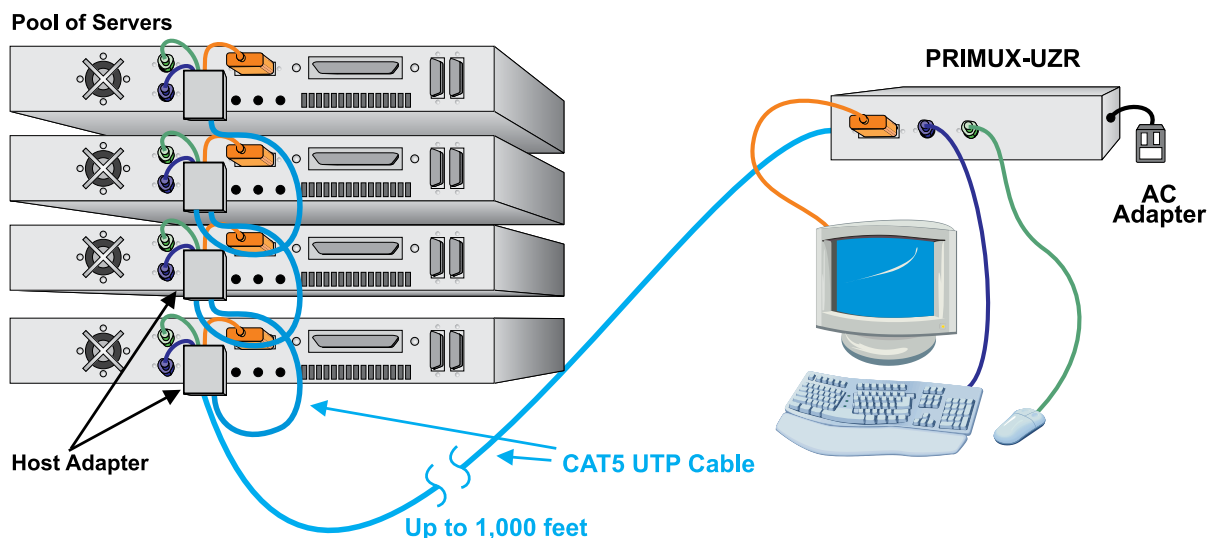 Pool of Servers
PRIMUX-UZR
AC
Adapter
Host Adapter
CAT5 UTP Cable
Up to 1,000 feet